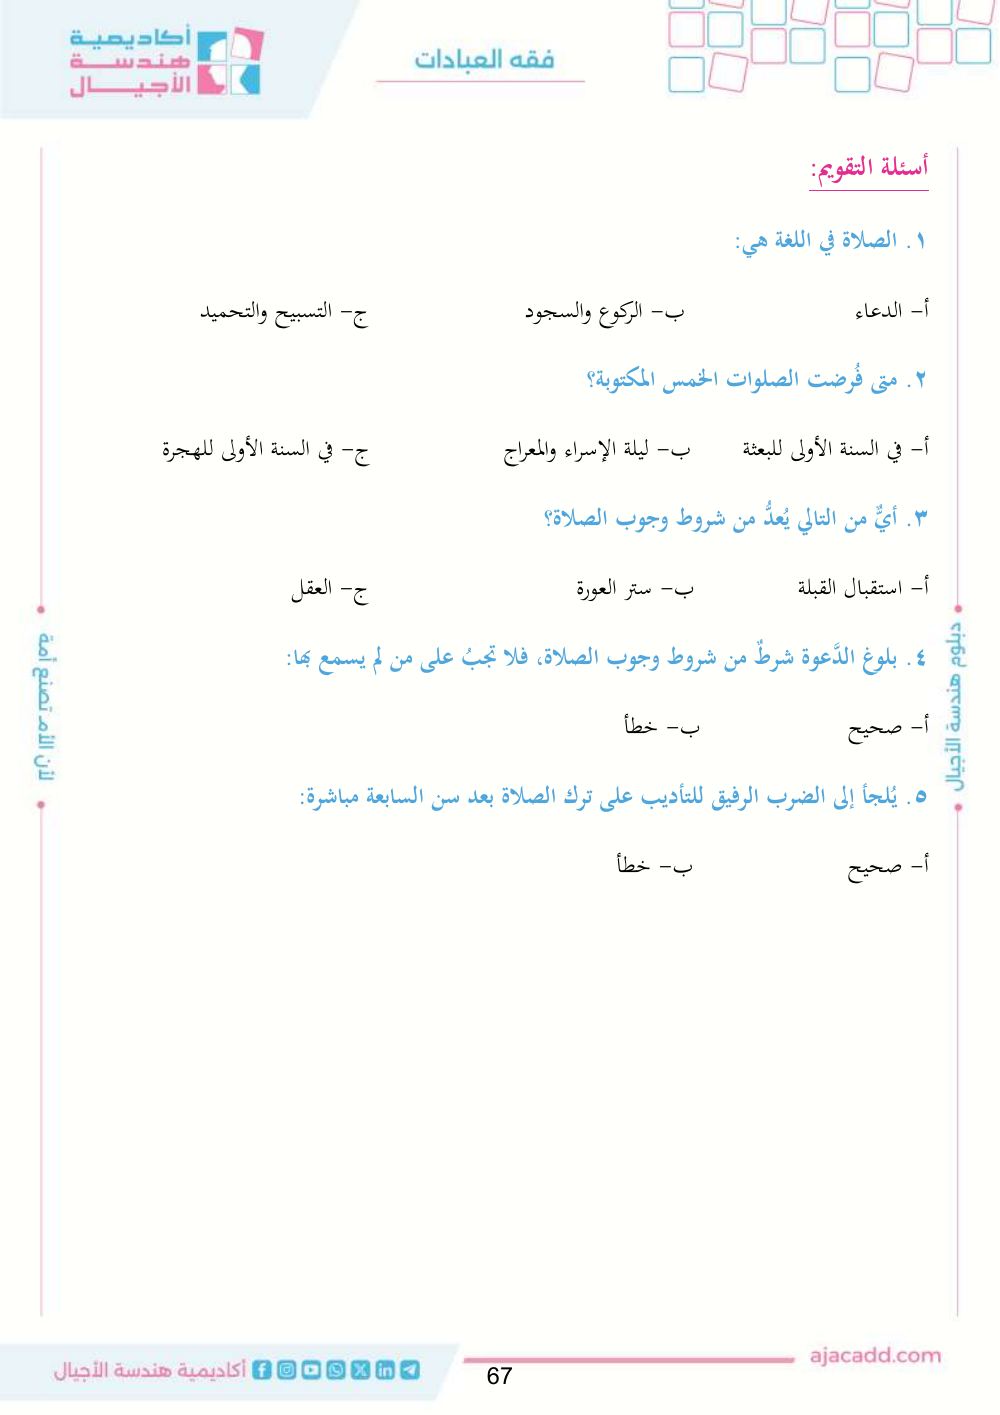 أكاديمية
هندسة
الأجيال
فقه العبادات
أسئلة التقويم:
١. الصلاة في اللغة هي:
أ- الدعاء ب- الركوع والسجود ج- التسبيح والتحميد
٢. متى فُرضت الصلوات الخمس المكتوبة؟
أ- في السنة الأولى للبعثة ب- ليلة الإسراء والمعراج ج- في السنة الأولى للهجرة
٣. أيٌّ من التالي يُعدُّ من شروط وجوب الصلاة؟
أ- استقبال القبلة ب- ستر العورة ج- العقل
٤. بلوغ الدَّعوة شرطٌ من شروط وجوب الصلاة، فلا تجبُ على من لم يسمع بها:
أ- صحيح ب- خطأ
٥. يُلجأ إلى الضرب الرفيق للتأديب على ترك الصلاة بعد سن السابعة مباشرة:
أ- صحيح ب- خطأ
دبلوم هندسة الأجيال
لأن الأم تصنع أمة
ajacadd.com
67
أكاديمية هندسة الأجيال